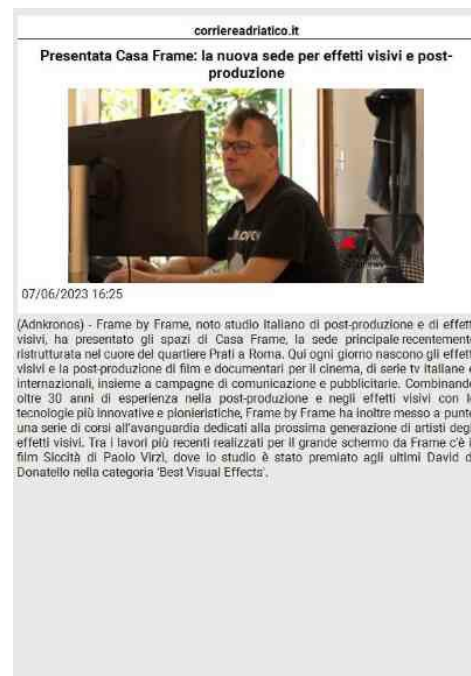 corriereadriatico.it
Presentata Casa Frame: la nuova sede per effetti visivi e post-
produzione
07/06/2023 16:25
(Adnkronos) - Frame by Frame, noto studio italiano di post-produzione e di effett
visivi, ha presentato gli spazi di Casa Frame, la sede principale recentemente
ristrutturata nel cuore del quartiere Prati a Roma. Qui ogni giorno nascono gli effett
visivi e la post-produzione di film e documentari per il cinema, di serie tv italiane e
internazionali, insieme a campagne di comunicazione e pubblicitarie. Combinando
oltre 30 anni di esperienza nella post-produzione e negli effetti visivi con l
tecnologie più innovative e pionieristiche, Frame by Frame ha inoltre messo a punto
una serie di corsi all'avanguardia dedicati alla prossima generazione di artisti degl
effetti visivi. Tra i lavori più recenti realizzati per il grande schermo da Frame c'è i
film Siccità di Paolo Virzì, dove lo studio è stato premiato agli ultimi David d
Donatello nella categoria 'Best Visual Effects'.